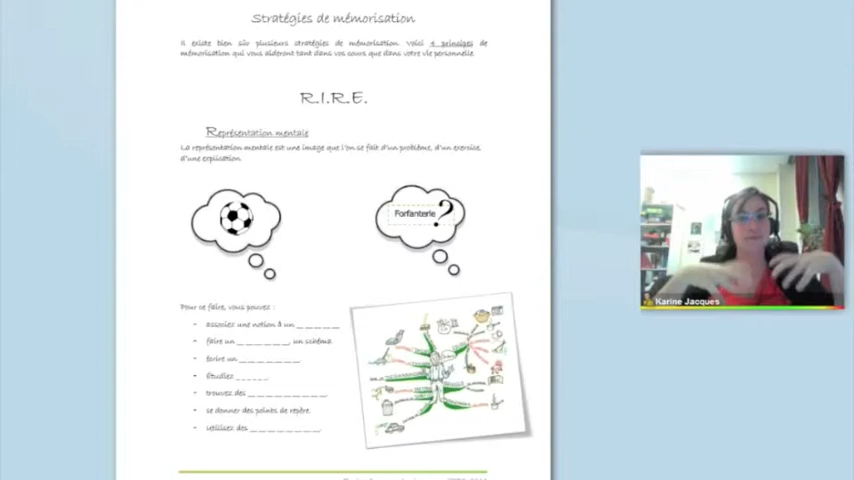 Stratégies de mémorisation
Il existe bien sûr plusieurs stratégies de mémorisation. Voici 4 principes de
mémorisation qui vous aideront tant dans vos cours que dans votre vie personnelle.
R.I.R.E.
Représentation mentale
La représentation mentale est une image que l'on se fait d'un problème, d'un exercice,
d'une explication.
Forfanterie ?
Pour ce faire, vous pouvez :
- associez une notion à un _ _ _ _ _ _
- faire un _ _ _ _ _ _ _, un schéma
- écrire un _ _ _ _ _ _ _ _.
- étudiez _ _ _ _ _.
- trouvez des _ _ _ _ _ _ _ _ _ _.
- se donner des points de repère.
- utilisez des _ _ _ _ _ _ _ _ _.
Karine Jacques